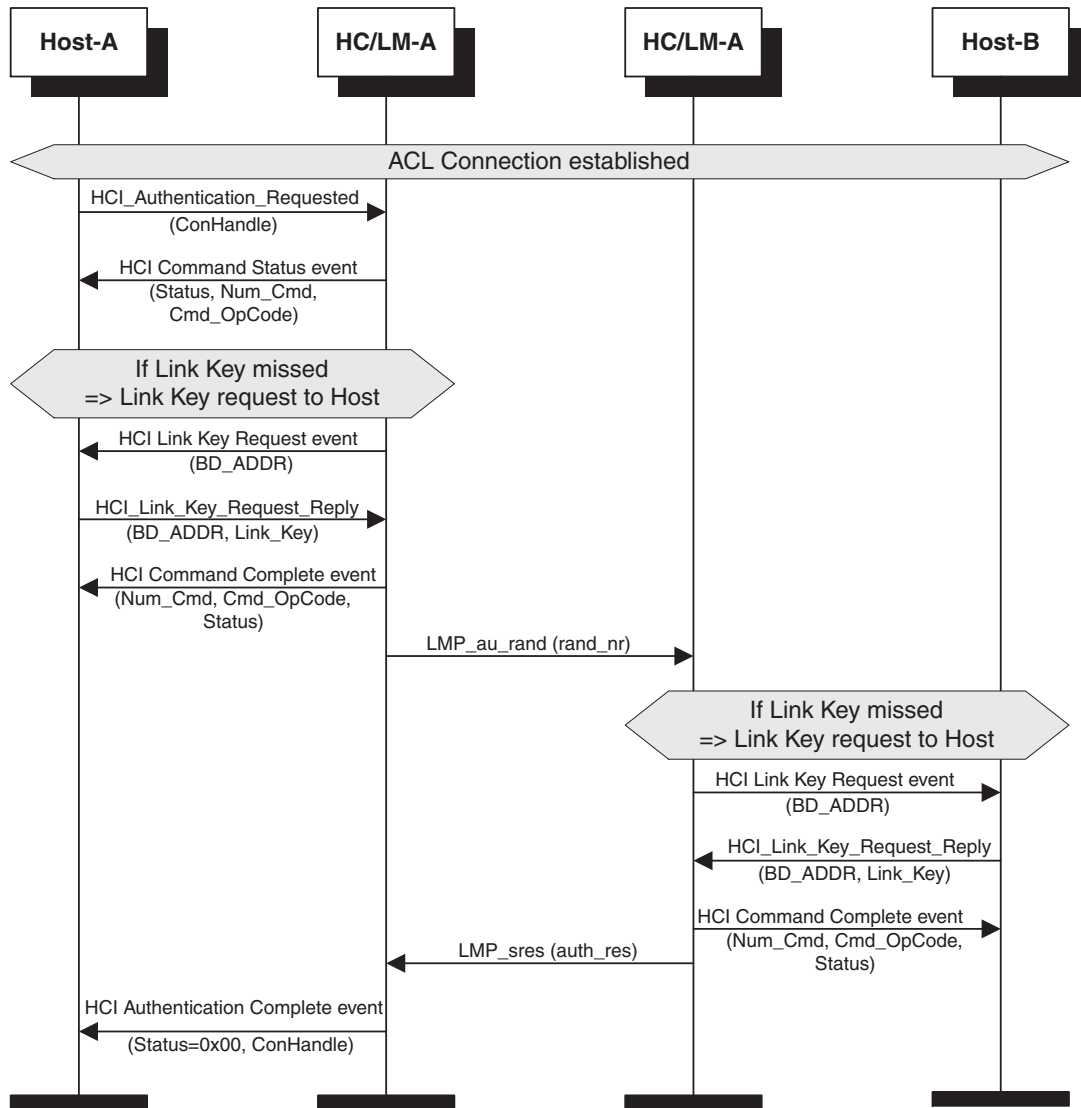 Host-A
HC/LM-A
HC/LM-A
Host-B
ACL Connection established
HCI_Authentication_Requested
(ConHandle)
HCI Command Status event
(Status, Num_Cmd,
Cmd_OpCode)
If Link Key missed
=> Link Key request to Host
HCI Link Key Request event
(BD_ADDR)
HCI_Link_Key_Request_Reply
(BD_ADDR, Link_Key)
HCI Command Complete event
(Num_Cmd, Cmd_OpCode,
Status)
LMP_au_rand (rand_nr)
If Link Key missed
=> Link Key request to Host
HCI Link Key Request event
(BD_ADDR)
HCI_Link_Key_Request_Reply
(BD_ADDR, Link_Key)
HCI Command Complete event
(Num_Cmd, Cmd_OpCode,
Status)
LMP_sres (auth_res)
HCI Authentication Complete event
(Status=0x00, ConHandle)